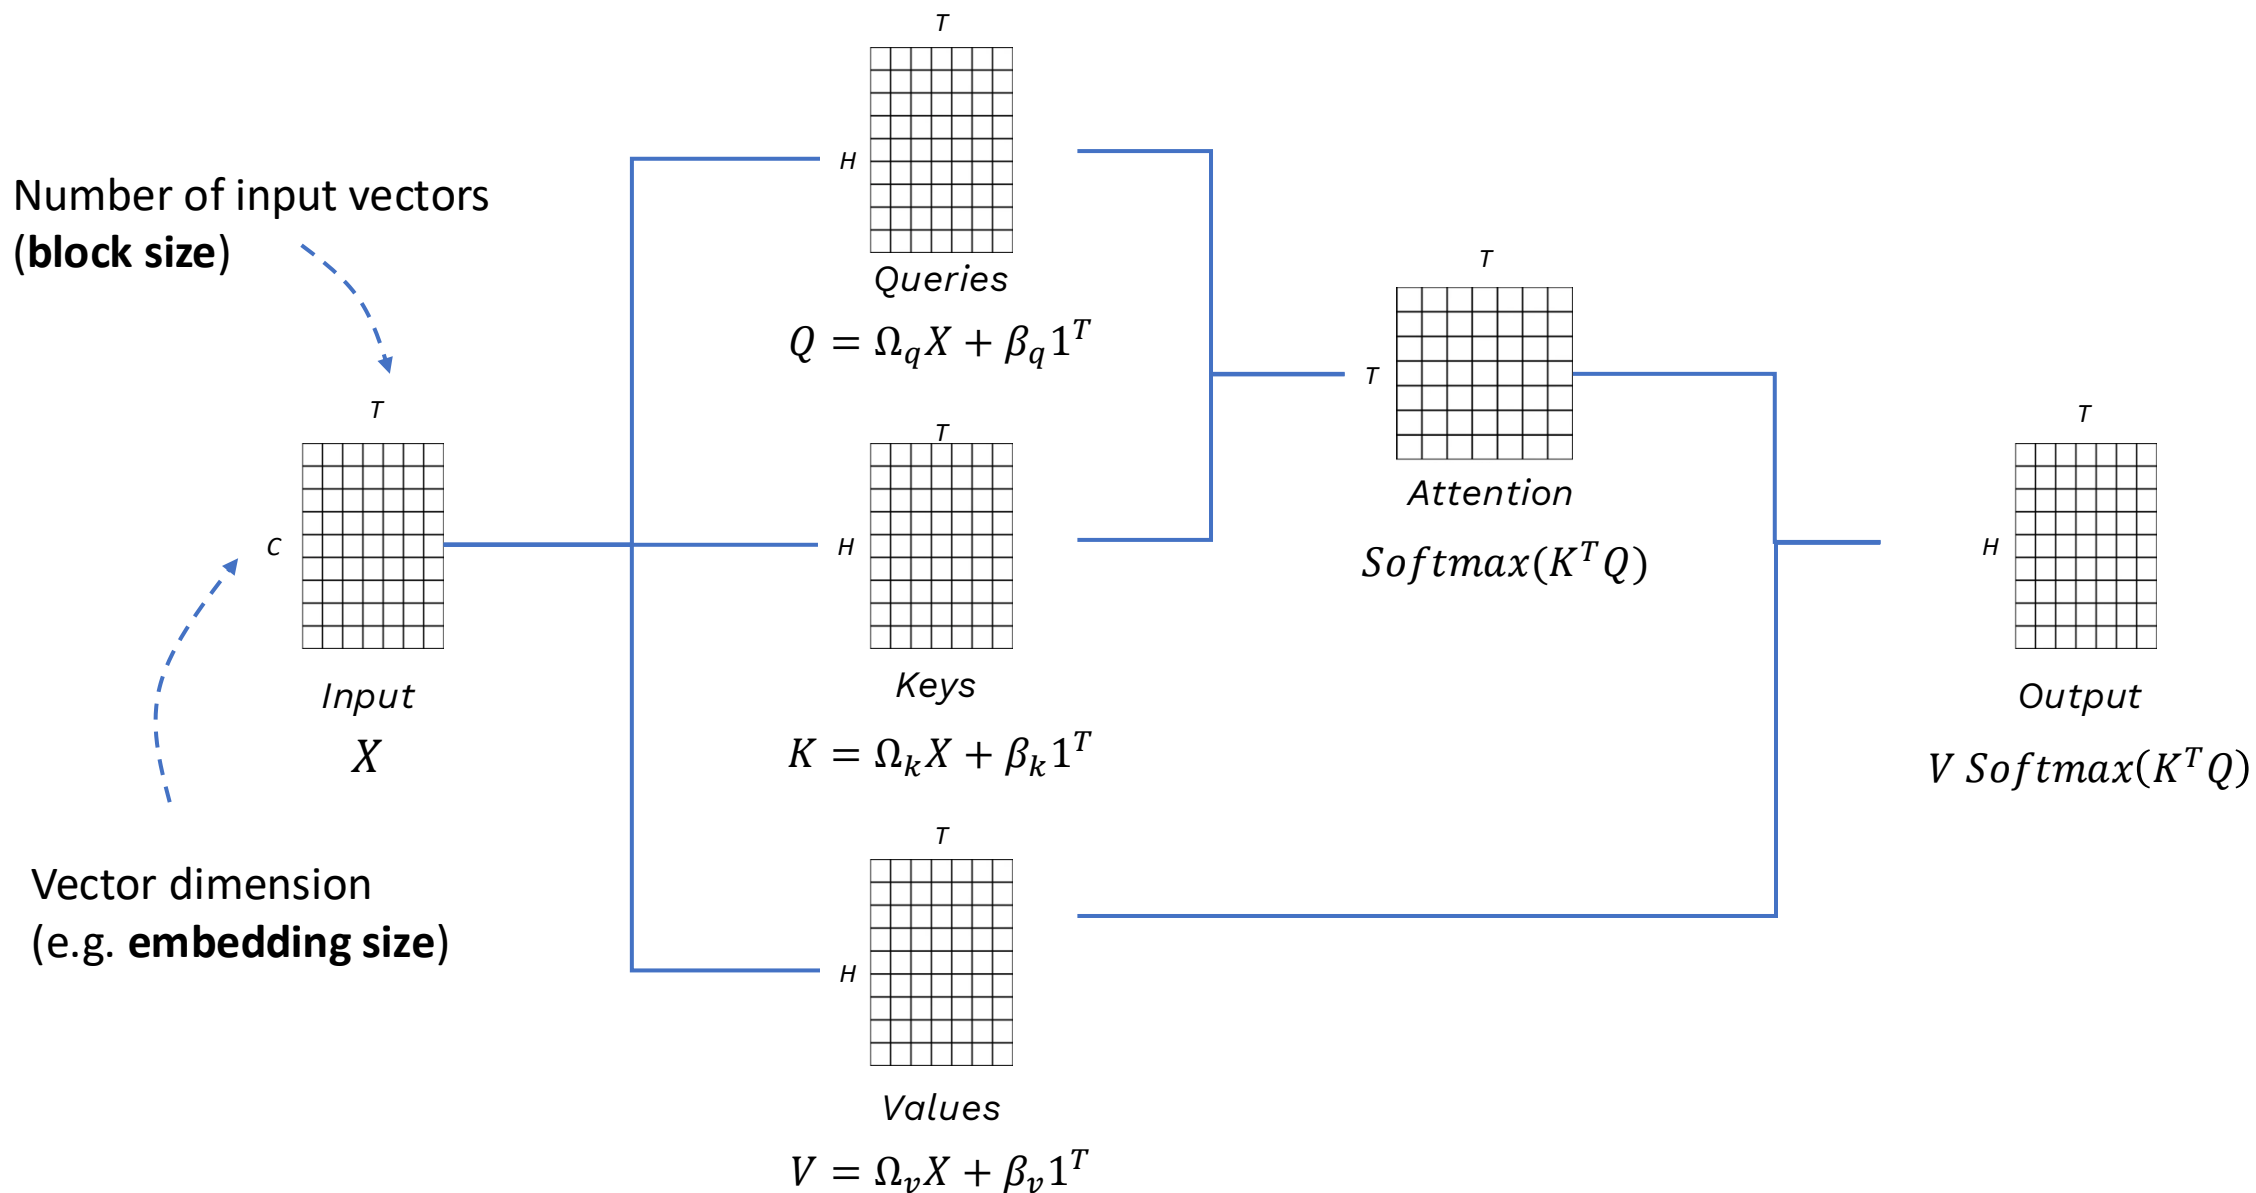 Number of input vectors
(block size)
T
C
Input
X
Vector dimension
(e.g. embedding size)
T
H
Queries
Q = Ω_q X + β_q 1^T
T
H
Keys
K = Ω_k X + β_k 1^T
T
H
Values
V = Ω_v X + β_v 1^T
T
T
Attention
Softmax(K^T Q)
T
H
Output
V Softmax(K^T Q)